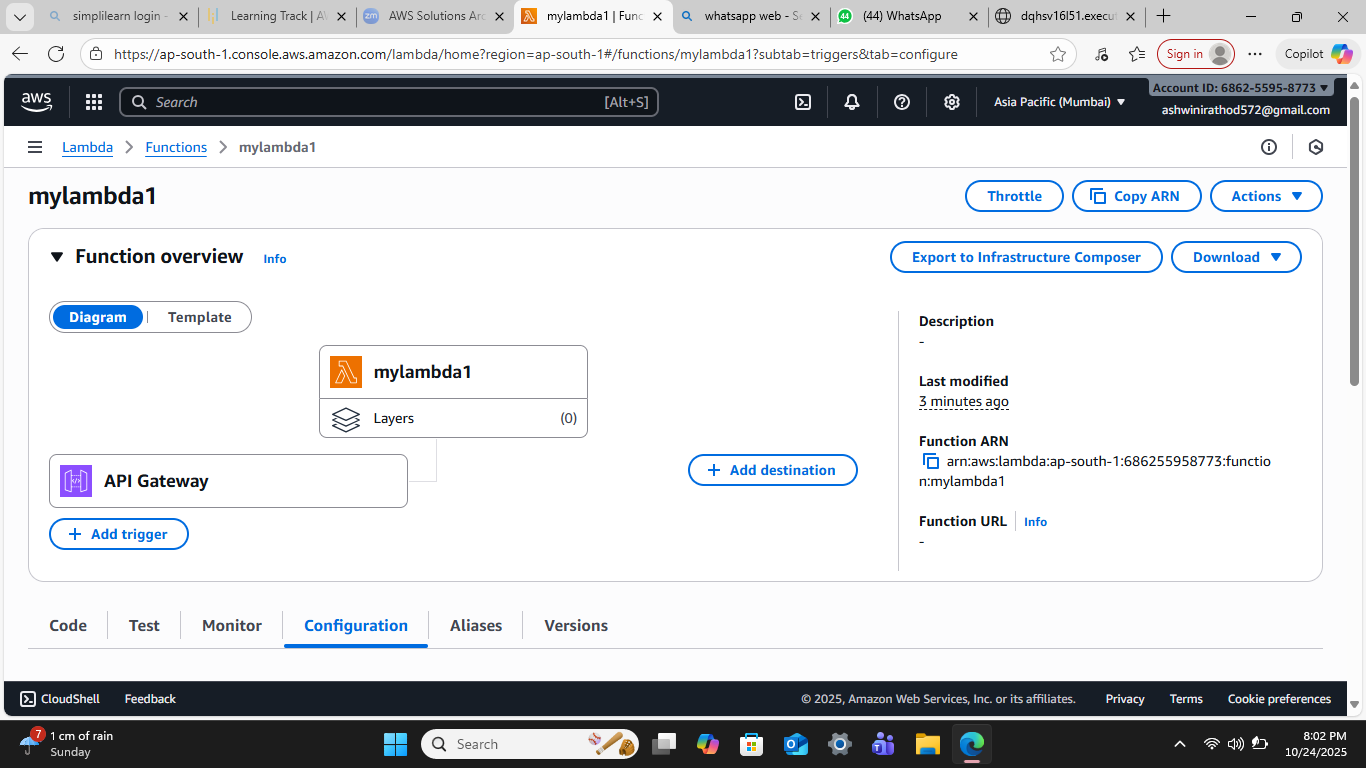 simplilearn login -
Learning Track | A
AWS Solutions Arc
mylambda1 | Func
whatsapp web - Se
(44) WhatsApp
dqhsv16l51.execut
https://ap-south-1.console.aws.amazon.com/lambda/home?region=ap-south-1#/functions/mylambda1?subtab=triggers&tab=configure
Sign in
Copilot
aws
Search
[Alt+S]
Asia Pacific (Mumbai)
Account ID: 6862-5595-8773
ashwinirathod572@gmail.com
Lambda
Functions
mylambda1
mylambda1
Throttle
Copy ARN
Actions
Function overview
Info
Export to Infrastructure Composer
Download
Diagram
Template
mylambda1
Layers
(0)
API Gateway
Add trigger
Add destination
Description
-
Last modified
3 minutes ago
Function ARN
arn:aws:lambda:ap-south-1:686255958773:functio
n:mylambda1
Function URL
Info
-
Code
Test
Monitor
Configuration
Aliases
Versions
CloudShell
Feedback
© 2025, Amazon Web Services, Inc. or its affiliates.
Privacy
Terms
Cookie preferences
7
1 cm of rain
Sunday
Search
8:02 PM
10/24/2025